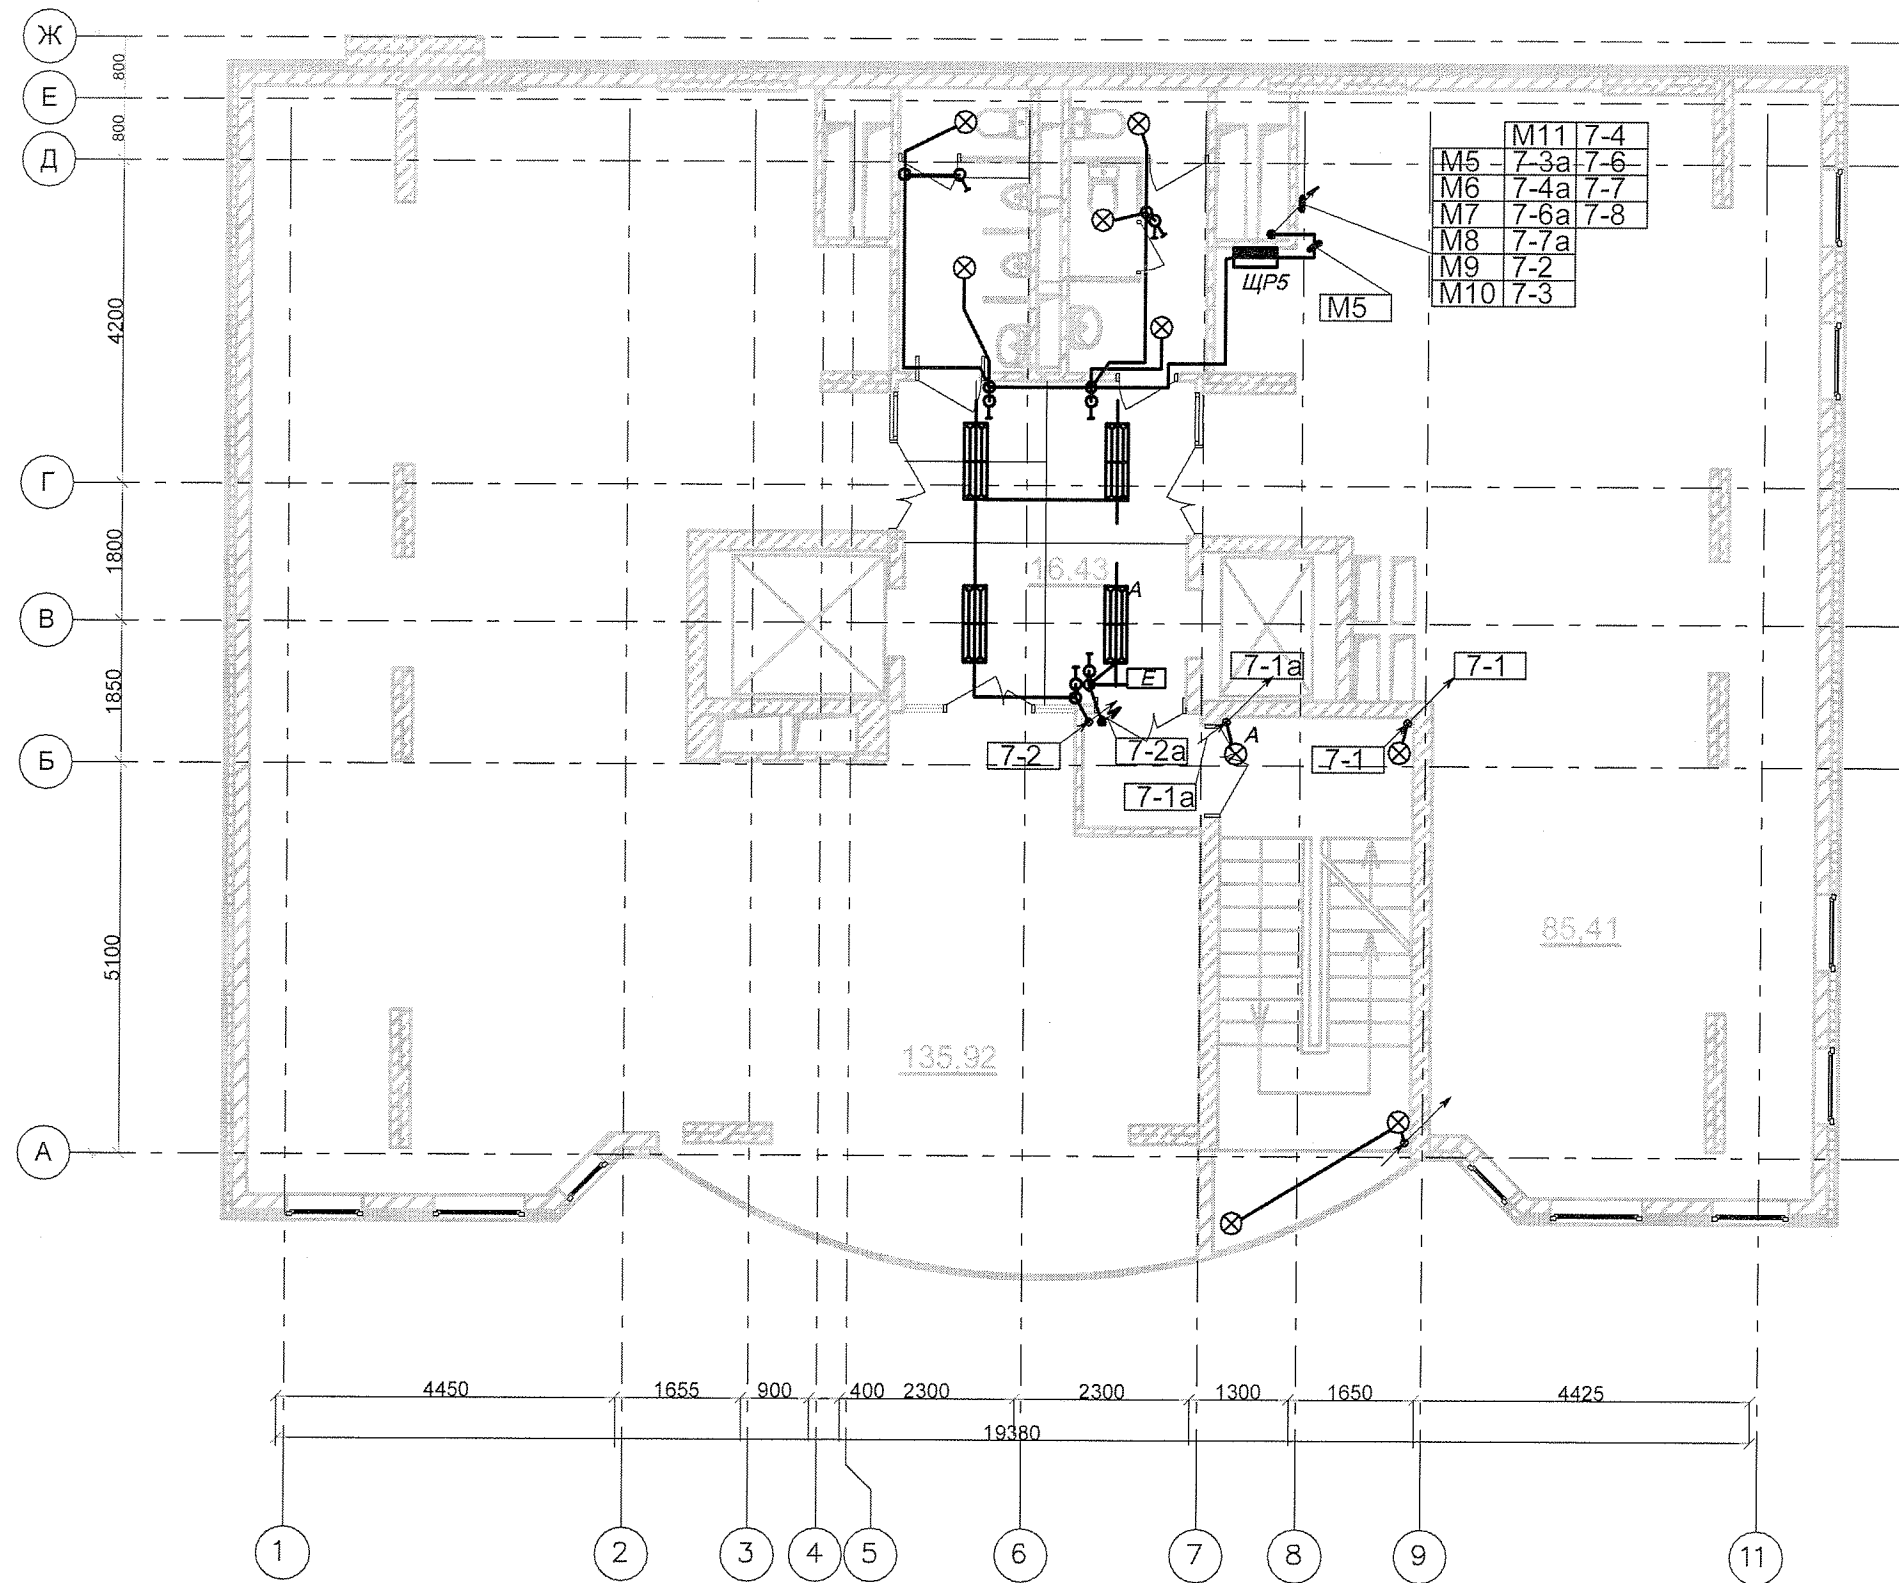 Ж
800
Е
800
Д
М11 7-4
М5 7-3а 7-6
М6 7-4а 7-7
М7 7-6а 7-8
М8 7-7а
М9 7-2
М10 7-3
ЩР5
М5
4200
Г
1800
16.43
А
В
1850
Е
7-1а
7-1
Б
7-2
7-2а
А
7-1
7-1а
5100
85.41
135.92
А
4450 1655 900 400 2300 2300 1300 1650 4425
19380
1 2 3 4 5 6 7 8 9 11